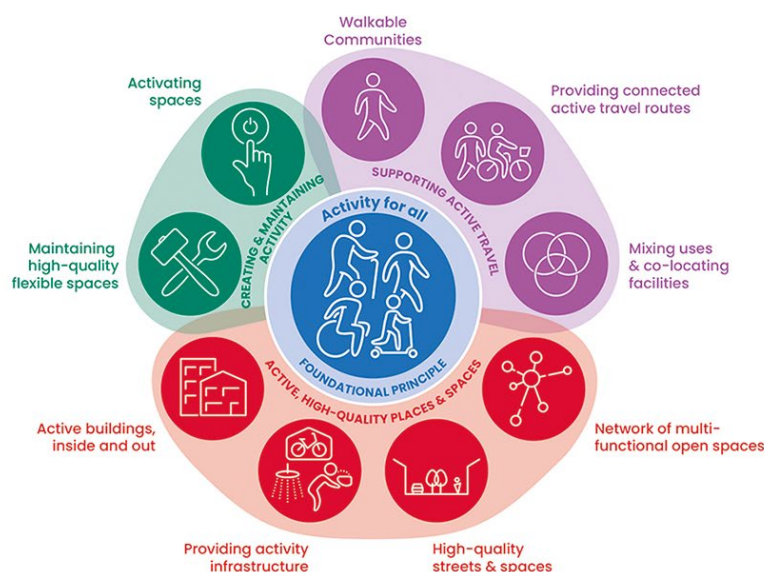 Walkable
Communities
Activating
spaces
Providing connected
active travel routes
SUPPORTING ACTIVE TRAVEL
CREATING & MAINTAINING
ACTIVITY
Activity for all
Maintaining
high-quality
flexible spaces
Mixing uses
& co-locating
facilities
FOUNDATIONAL PRINCIPLE
ACTIVE, HIGH-QUALITY PLACES & SPACES
Active buildings,
inside and out
Network of multi-
functional open spaces
Providing activity
infrastructure
High-quality
streets & spaces